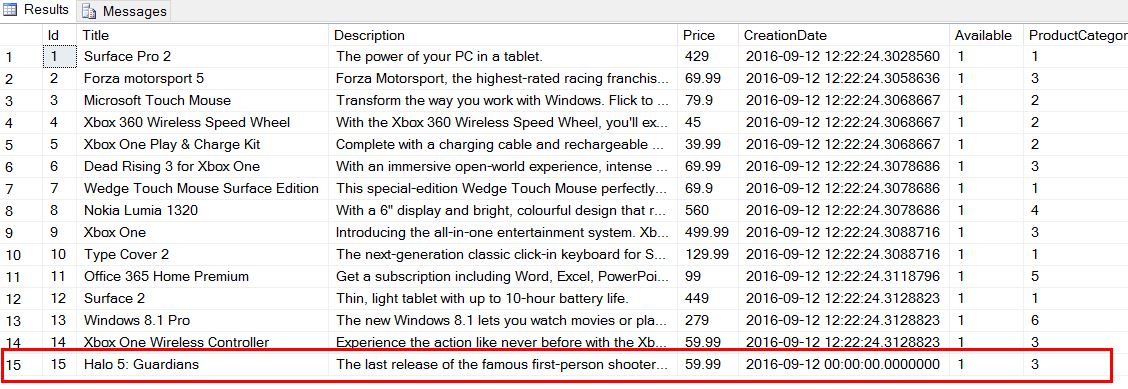 Results Messages
Id Title Description Price CreationDate Available ProductCategor
1 1 Surface Pro 2 The power of your PC in a tablet. 429 2016-09-12 12:22:24.3028560 1 1
2 2 Forza motorsport 5 Forza Motorsport, the highest-rated racing franchis... 69.99 2016-09-12 12:22:24.3058636 1 3
3 3 Microsoft Touch Mouse Transform the way you work with Windows. Flick to ... 79.9 2016-09-12 12:22:24.3068667 1 2
4 4 Xbox 360 Wireless Speed Wheel With the Xbox 360 Wireless Speed Wheel, you'll ex... 45 2016-09-12 12:22:24.3068667 1 2
5 5 Xbox One Play & Charge Kit Complete with a charging cable and rechargeable ... 39.99 2016-09-12 12:22:24.3068667 1 2
6 6 Dead Rising 3 for Xbox One With an immersive open-world experience, intense ... 69.99 2016-09-12 12:22:24.3078686 1 3
7 7 Wedge Touch Mouse Surface Edition This special-edition Wedge Touch Mouse perfectly... 69.9 2016-09-12 12:22:24.3078686 1 1
8 8 Nokia Lumia 1320 With a 6" display and bright, colourful design that r... 560 2016-09-12 12:22:24.3078686 1 4
9 9 Xbox One Introducing the all-in-one entertainment system. Xb... 499.99 2016-09-12 12:22:24.3088716 1 3
10 10 Type Cover 2 The next-generation classic click-in keyboard for S... 129.99 2016-09-12 12:22:24.3088716 1 1
11 11 Office 365 Home Premium Get a subscription including Word, Excel, PowerPoi... 99 2016-09-12 12:22:24.3118796 1 5
12 12 Surface 2 Thin, light tablet with up to 10-hour battery life. 449 2016-09-12 12:22:24.3128823 1 1
13 13 Windows 8.1 Pro The new Windows 8.1 lets you watch movies or pla... 279 2016-09-12 12:22:24.3128823 1 6
14 14 Xbox One Wireless Controller Experience the action like never before with the Xb... 59.99 2016-09-12 12:22:24.3128823 1 3
15 15 Halo 5: Guardians The last release of the famous first-person shooter... 59.99 2016-09-12 00:00:00.0000000 1 3